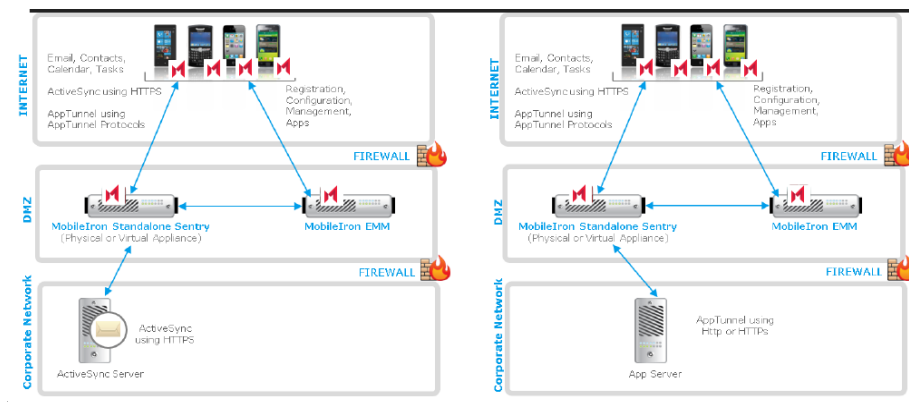 INTERNET
Email, Contacts,
Calendar, Tasks
ActiveSync using HTTPS
AppTunnel using
AppTunnel Protocols
Registration,
Configuration,
Management,
Apps
FIREWALL
DMZ
MobileIron Standalone Sentry
(Physical or Virtual Appliance)
MobileIron EMM
FIREWALL
Corporate Network
ActiveSync
using HTTPS
ActiveSync Server
INTERNET
Email, Contacts,
Calendar, Tasks
ActiveSync using HTTPS
AppTunnel using
AppTunnel Protocols
Registration,
Configuration,
Management,
Apps
FIREWALL
DMZ
MobileIron Standalone Sentry
(Physical or Virtual Appliance)
MobileIron EMM
FIREWALL
Corporate Network
AppTunnel using
Http or HTTPs
App Server